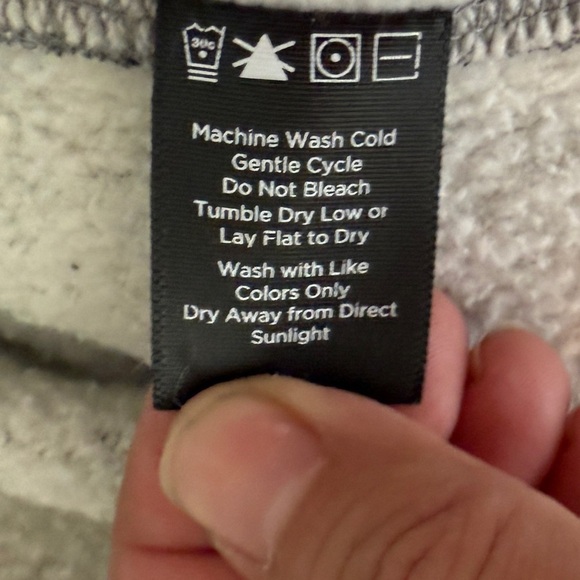 30c
Machine Wash Cold
Gentle Cycle
Do Not Bleach
Tumble Dry Low or
Lay Flat to Dry
Wash with Like
Colors Only
Dry Away from Direct
Sunlight